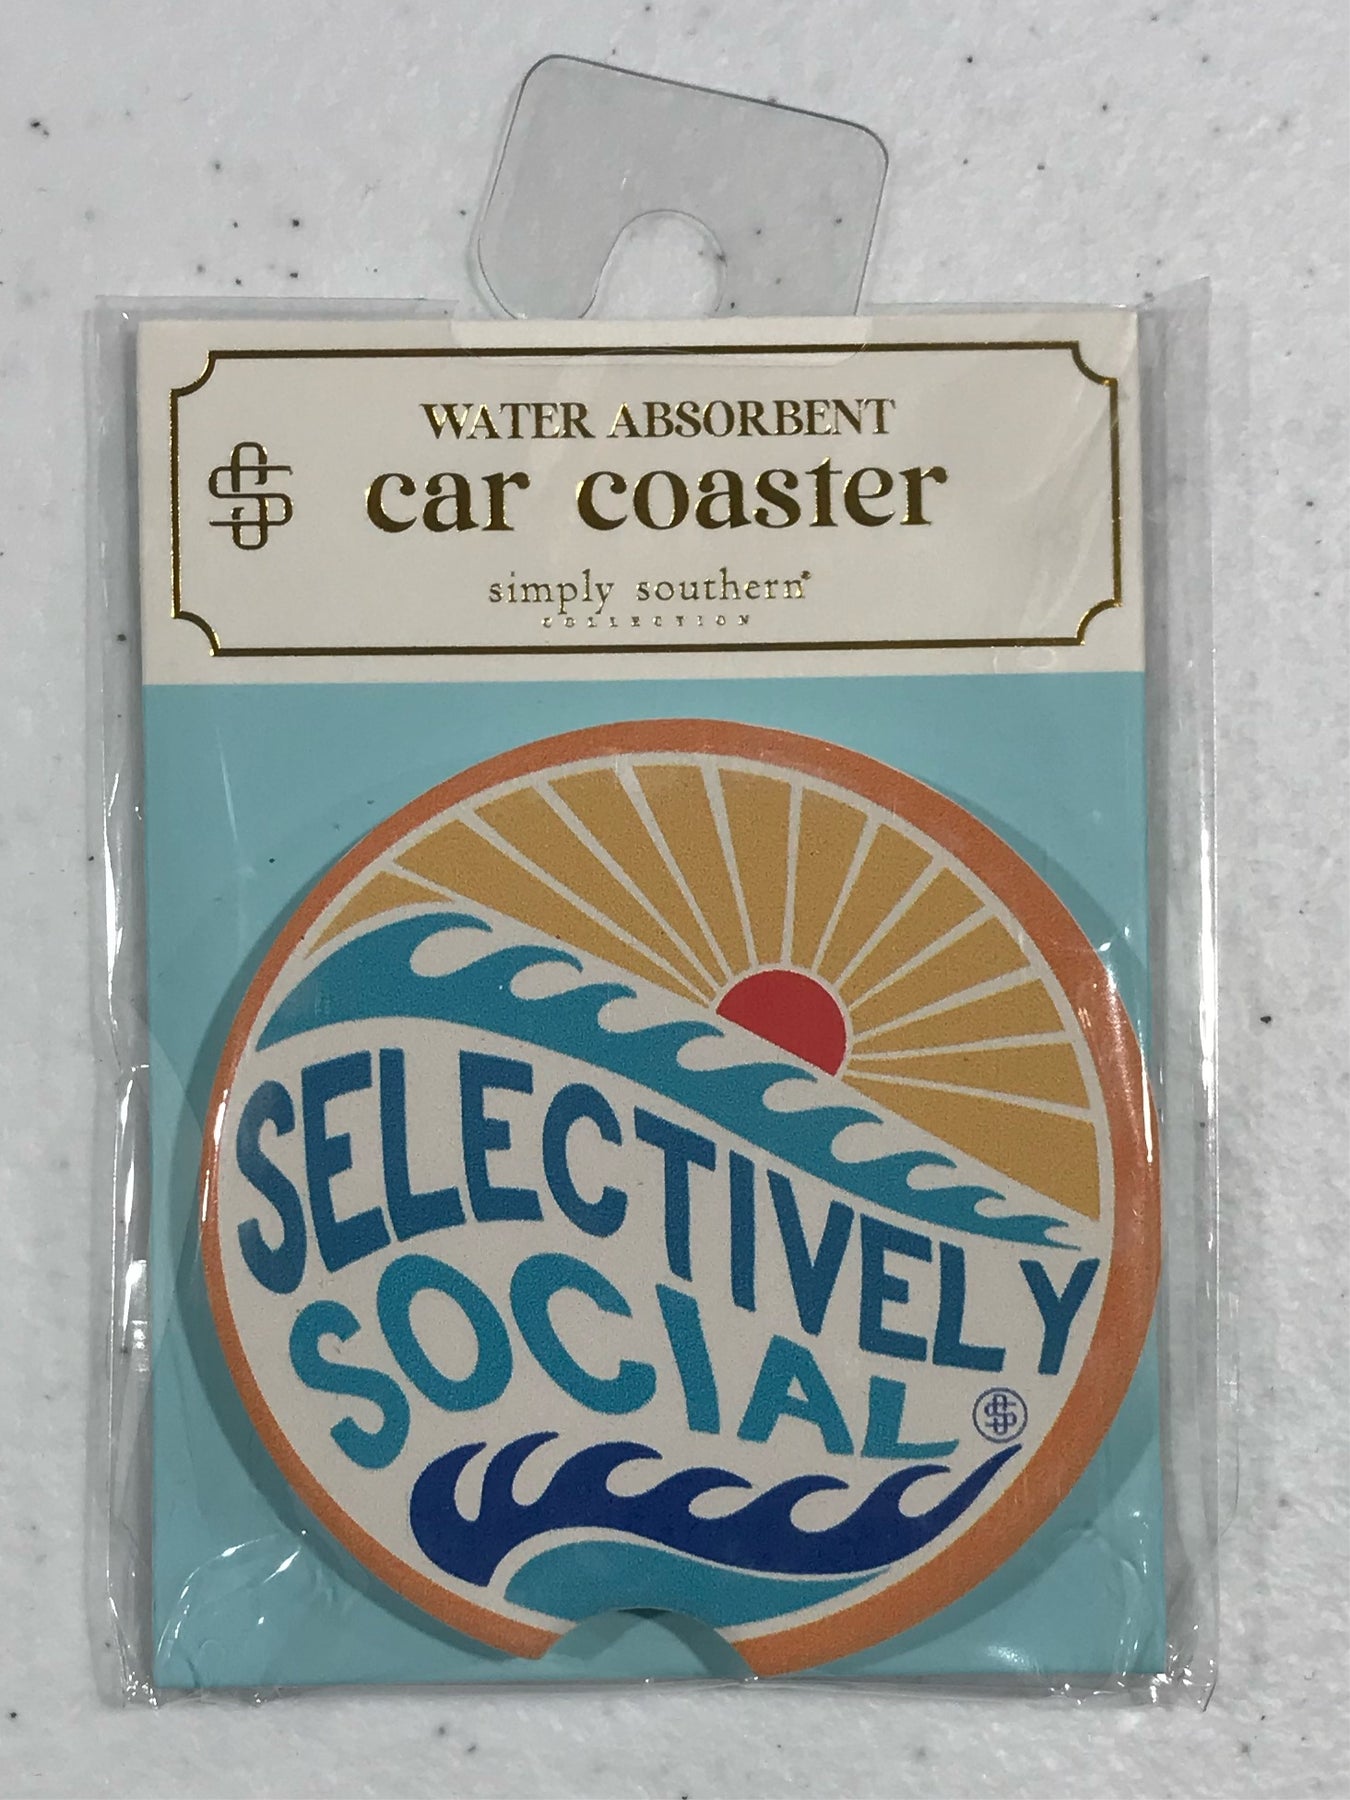 WATER ABSORBENT
car coaster
simply southern®
COLLECTION
SELECTIVELY
SOCIAL